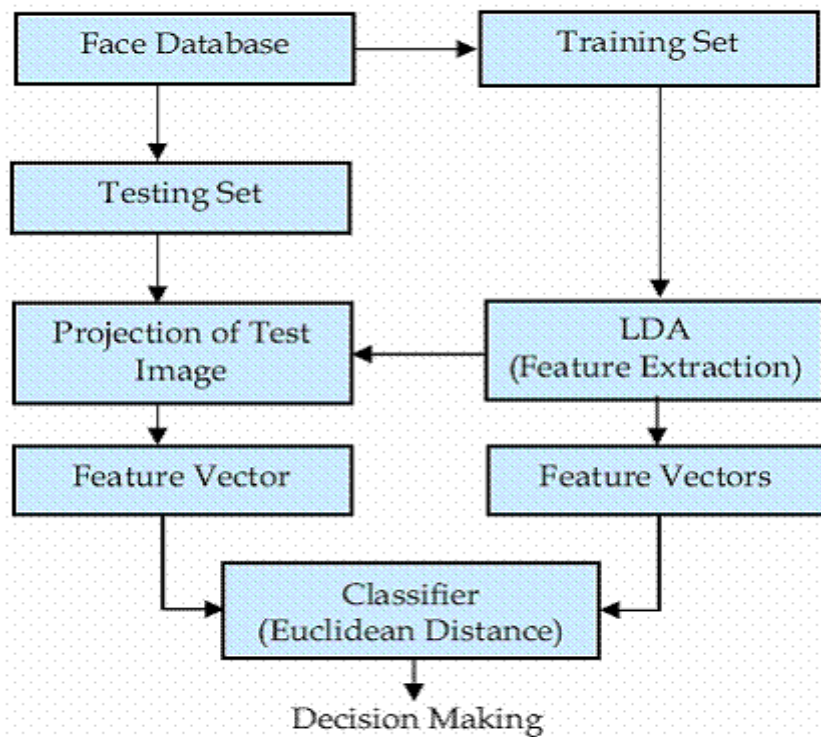 Face Database
Training Set
Testing Set
Projection of Test
Image
LDA
(Feature Extraction)
Feature Vector
Feature Vectors
Classifier
(Euclidean Distance)
Decision Making